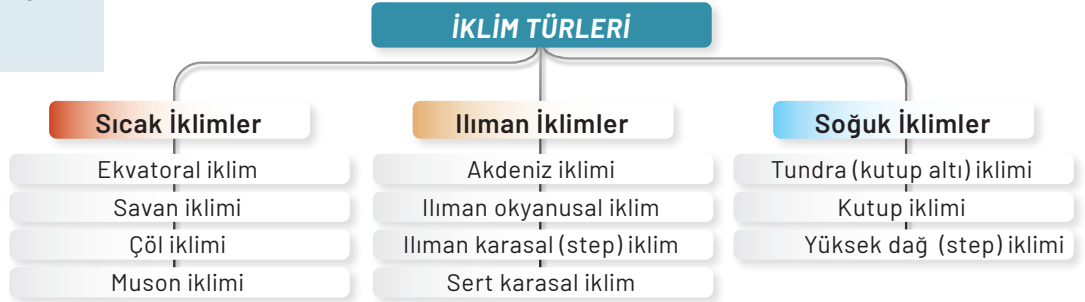 İKLİM TÜRLERİ
Sıcak İklimler
Ekvatoral iklim
Savan iklimi
Çöl iklimi
Muson iklimi
Ilıman İklimler
Akdeniz iklimi
Ilıman okyanusal iklim
Ilıman karasal (step) iklim
Sert karasal iklim
Soğuk İklimler
Tundra (kutup altı) iklimi
Kutup iklimi
Yüksek dağ (step) iklimi